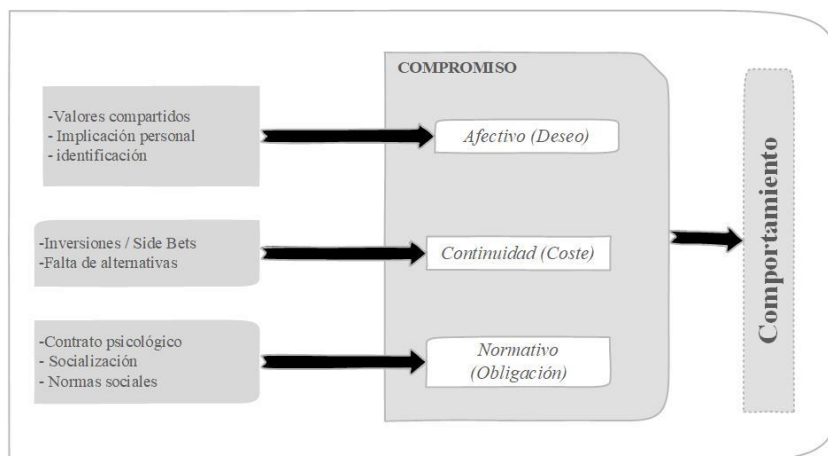 COMPROMISO
-Valores compartidos
- Implicación personal
- identificación
Afectivo (Deseo)
-Inversiones / Side Bets
-Falta de alternativas
Continuidad (Coste)
-Contrato psicológico
- Socialización
- Normas sociales
Normativo
(Obligación)
Comportamiento